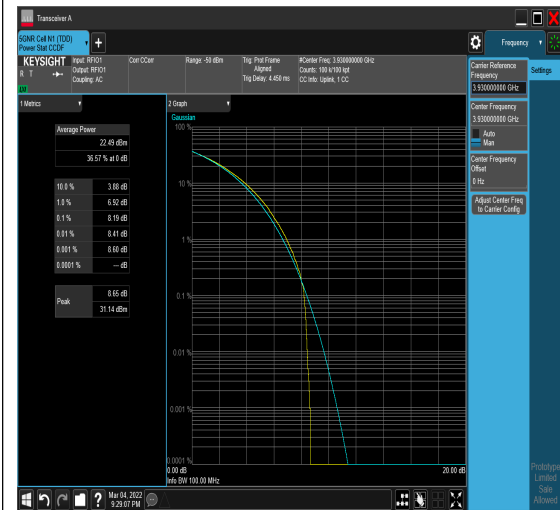 Transceiver A
5GNR Cell N1 (TDD)
Power Stat CCDF
Frequency
KEYSIGHT
R T
LXI
Input: RFIO1
Output: RFIO1
Coupling: AC
Corr CCorr
Range: -50 dBm
Trig: Prot Frame
Aligned
Trig Delay: 4.450 ms
#Center Freq: 3.930000000 GHz
Counts: 100 k/100 kpt
CC Info: Uplink, 1 CC
Carrier Reference
Frequency
3.930000000 GHz
Settings
Center Frequency
3.930000000 GHz
Auto
Man
Center Frequency
Offset
0 Hz
Adjust Center Freq
to Carrier Config
1 Metrics
Average Power
22.49 dBm
36.57 % at 0 dB
10.0 % 3.88 dB
1.0 % 6.92 dB
0.1 % 8.19 dB
0.01 % 8.41 dB
0.001 % 8.60 dB
0.0001 % --- dB
Peak 8.65 dB
31.14 dBm
2 Graph
Gaussian
100 %
10 %
1 %
0.1 %
0.01 %
0.001 %
0.0001 %
0.00 dB 20.00 dB
Info BW 100.00 MHz
Prototype
Limited
Sale
Allowed
? Mar 04, 2022
9:29:07 PM